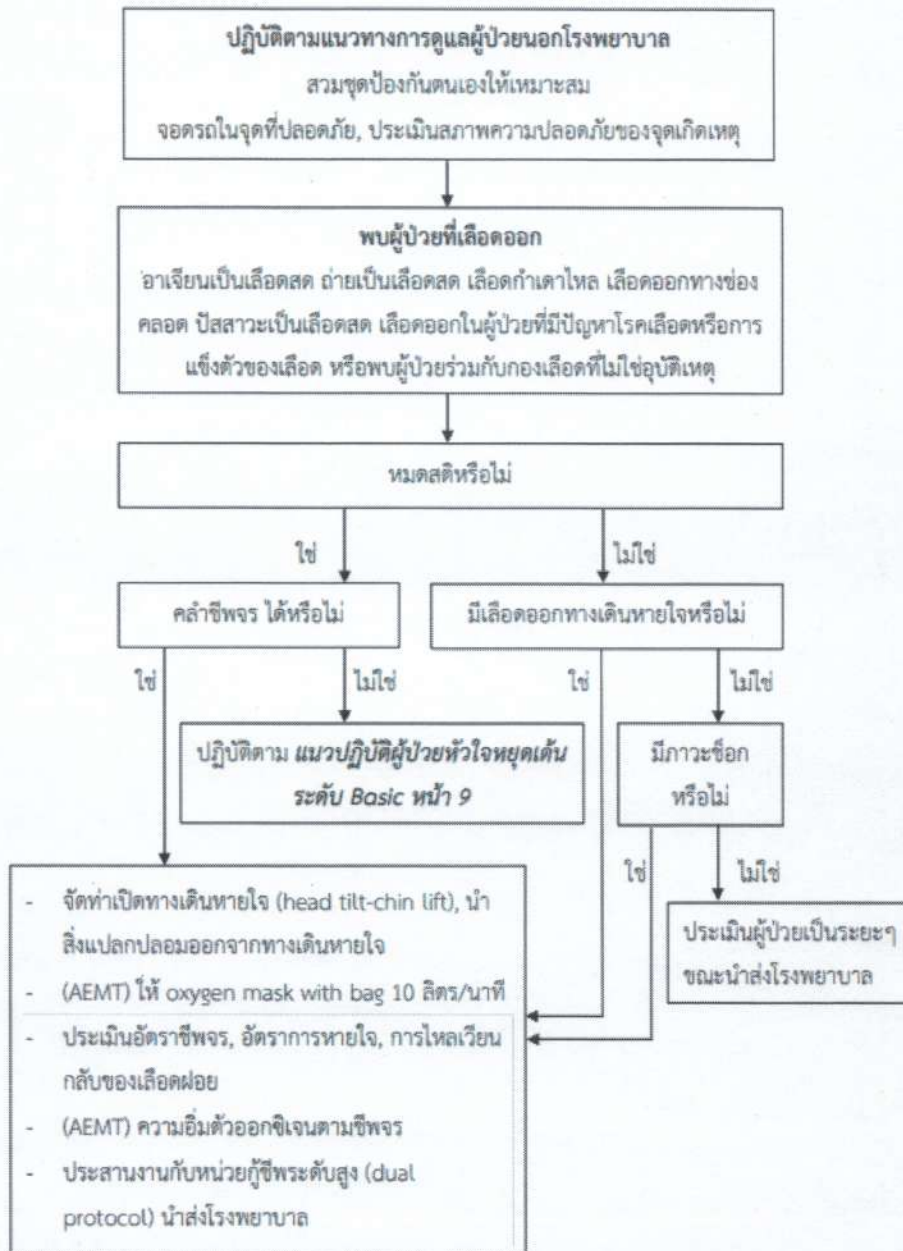 ปฏิบัติตามแนวทางการดูแลผู้ป่วยนอกโรงพยาบาล
สวมชุดป้องกันตนเองให้เหมาะสม
จอดรถในจุดที่ปลอดภัย, ประเมินสภาพความปลอดภัยของจุดเกิดเหตุ
พบผู้ป่วยที่เลือดออก
อาเจียนเป็นเลือดสด ถ่ายเป็นเลือดสด เลือดกำเดาไหล เลือดออกทางช่อง
คลอด ปัสสาวะเป็นเลือดสด เลือดออกในผู้ป่วยที่มีปัญหาโรคเลือดหรือการ
แข็งตัวของเลือด หรือพบผู้ป่วยร่วมกับกองเลือดที่ไม่ใช่อุบัติเหตุ
หมดสติหรือไม่
ใช่
ไม่ใช่
คลำชีพจร ได้หรือไม่
มีเลือดออกทางเดินหายใจหรือไม่
ใช่
ไม่ใช่
ใช่
ไม่ใช่
ปฏิบัติตาม แนวปฏิบัติผู้ป่วยหัวใจหยุดเต้น
ระดับ Basic หน้า 9
มีภาวะช็อก
หรือไม่
ใช่
ไม่ใช่
- จัดท่าเปิดทางเดินหายใจ (head tilt-chin lift), นำ
สิ่งแปลกปลอมออกจากทางเดินหายใจ
- (AEMT) ให้ oxygen mask with bag 10 ลิตร/นาที
- ประเมินอัตราชีพจร, อัตราการหายใจ, การไหลเวียน
กลับของเลือดฝอย
- (AEMT) ความอิ่มตัวออกซิเจนตามชีพจร
- ประสานงานกับหน่วยกู้ชีพระดับสูง (dual
protocol) นำส่งโรงพยาบาล
ประเมินผู้ป่วยเป็นระยะๆ
ขณะนำส่งโรงพยาบาล